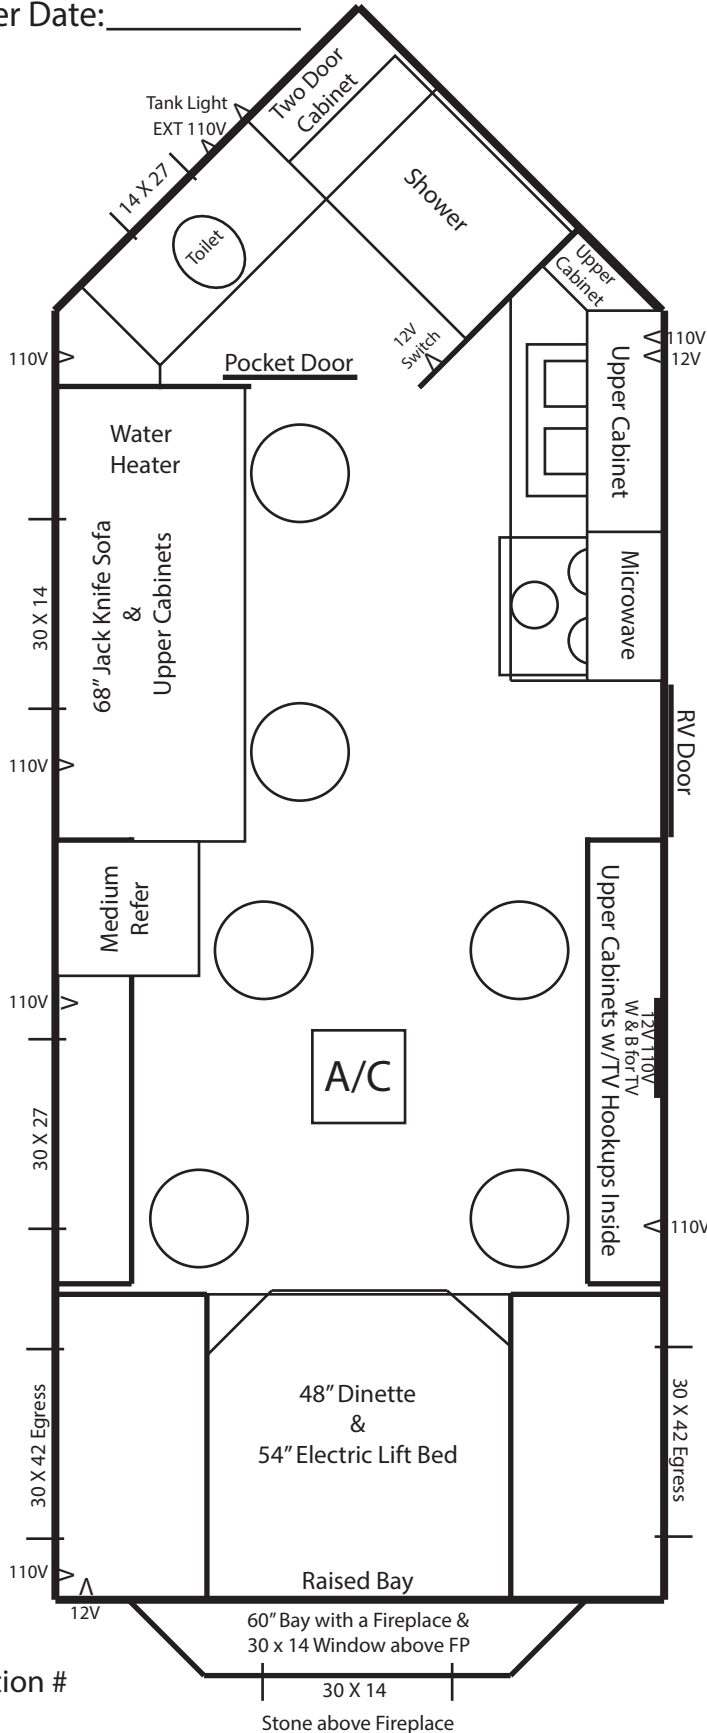 er Date:
Two Door
Cabinet
Tank Light
EXT 110V
14 X 27
Toilet
Shower
Upper
Cabinet
12V
Switch
110V
12V
110V
Pocket Door
Upper Cabinet
Water
Heater
68" Jack Knife Sofa
&
Upper Cabinets
30 X 14
Microwave
110V
RV Door
Medium
Refer
110V
Upper Cabinets w/TV Hookups Inside
12V 110V
W & B for TV
A/C
30 X 27
110V
30 X 42 Egress
48" Dinette
&
54" Electric Lift Bed
30 X 42 Egress
110V
12V
Raised Bay
60" Bay with a Fireplace &
30 x 14 Window above FP
tion #
30 X 14
Stone above Fireplace